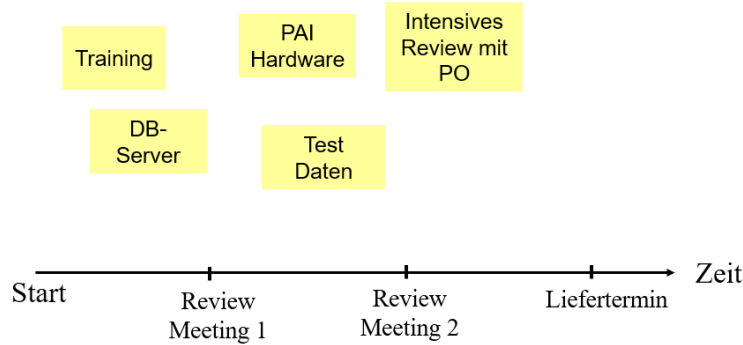 Training
PAI
Hardware
Intensives
Review mit
PO
DB-
Server
Test
Daten
Start
Review
Meeting 1
Review
Meeting 2
Liefertermin
Zeit